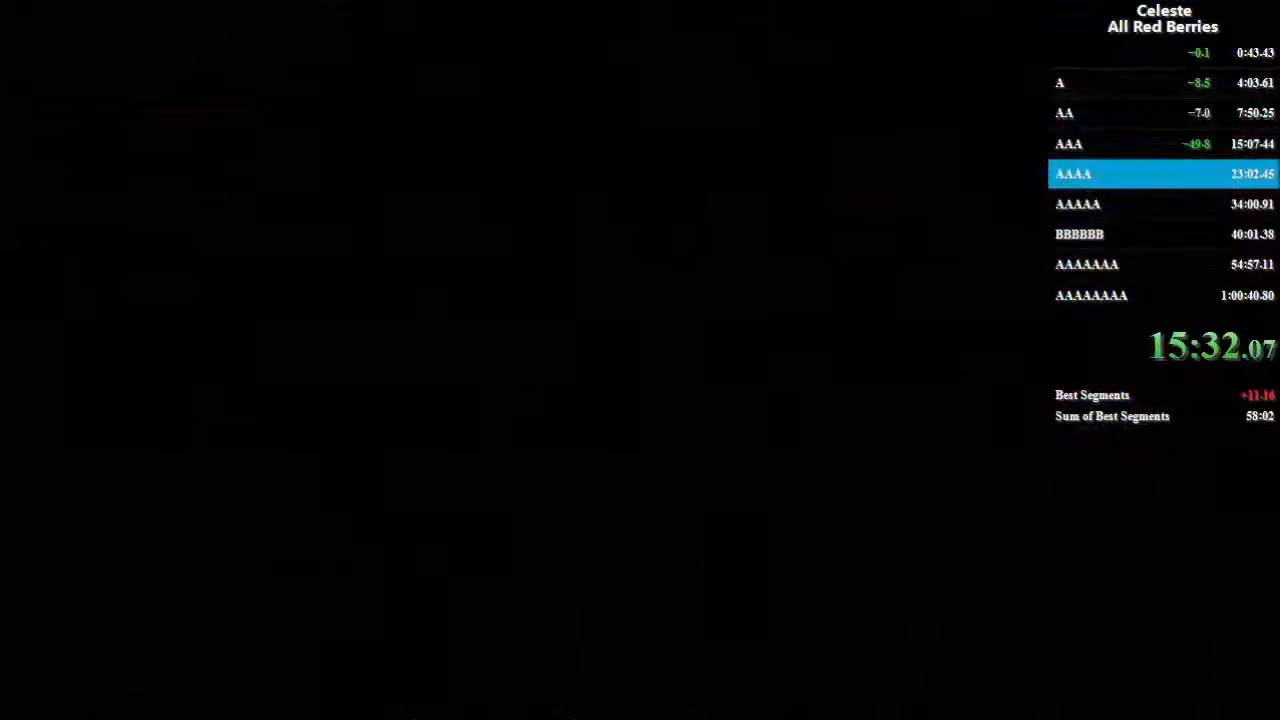 Celeste
All Red Berries
−0.1 0:43.43
A −8.5 4:03.61
AA −7.0 7:50.25
AAA −49.8 15:07.44
AAAA 23:02.45
AAAAA 34:00.91
BBBBBB 40:01.38
AAAAAAA 54:57.11
AAAAAAAA 1:00:40.80
15:32.07
Best Segments +11.16
Sum of Best Segments 58:02